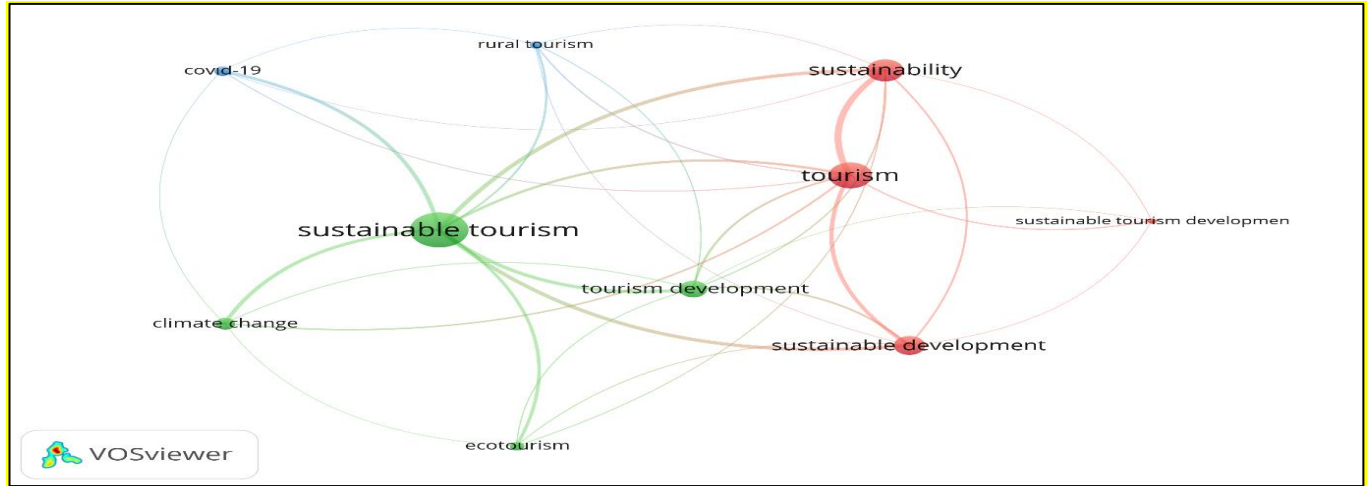 rural tourism
covid-19
sustainability
tourism
sustainable tourism developmen
sustainable tourism
tourism development
climate change
sustainable development
ecotourism
VOSviewer